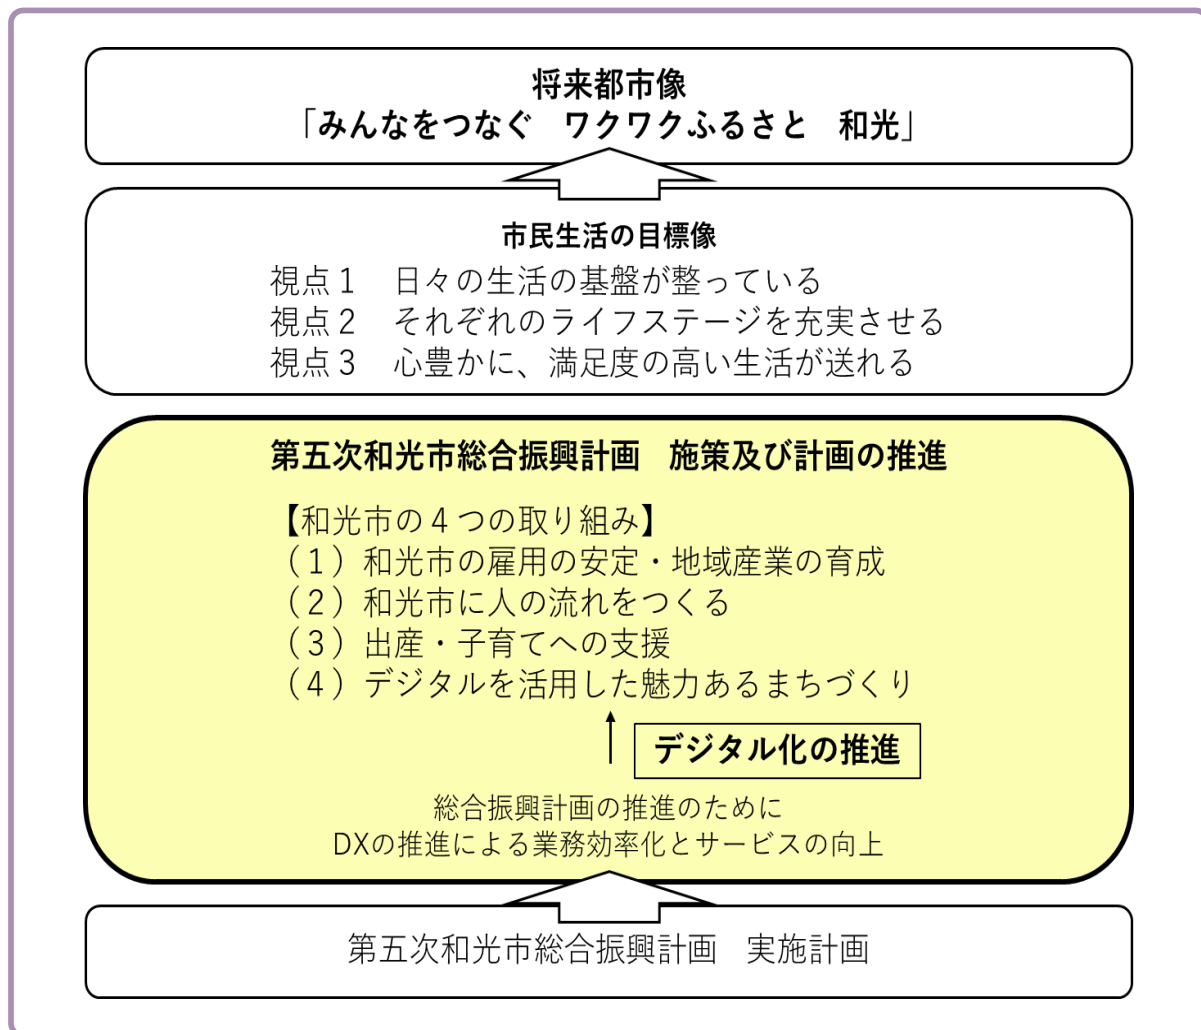 将来都市像
「みんなをつなぐ　ワクワクふるさと　和光」
市民生活の目標像
視点１　日々の生活の基盤が整っている
視点２　それぞれのライフステージを充実させる
視点３　心豊かに、満足度の高い生活が送れる
第五次和光市総合振興計画　施策及び計画の推進
【和光市の４つの取り組み】
（１）和光市の雇用の安定・地域産業の育成
（２）和光市に人の流れをつくる
（３）出産・子育てへの支援
（４）デジタルを活用した魅力あるまちづくり
デジタル化の推進
総合振興計画の推進のために
DXの推進による業務効率化とサービスの向上
第五次和光市総合振興計画　実施計画